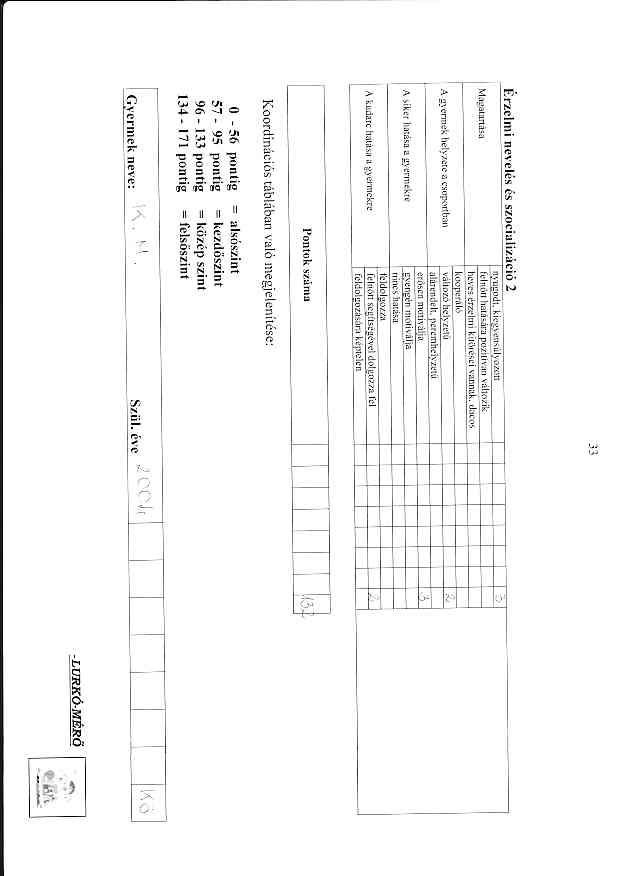 33
Érzelmi nevelés és szocializáció 2
Magatartása
nyugodt, kiegyensúlyozott 3
felnőtt hatására pozitívan változik
heves érzelmi kitörései vannak, dacos
A gyermek helyzete a csoportban
kooperáló
változó helyzetű 2
alárendelt, peremhelyzetű
A siker hatása a gyermekre
erősen motiválja 3
gyengén motiválja
nincs hatása
A kudarc hatása a gyermekre
feldolgozza
felnőtt segítségével dolgozza fel 2
feldolgozására képtelen
Pontok száma 132
Koordinációs táblában való megjelenítése:
0 - 56 pontig = alsószint
57 - 95 pontig = kezdőszint
96 - 133 pontig = közép szint
134 - 171 pontig = felsőszint
Gyermek neve: K. M. Szül. éve 2004 Kö
-LURKÓ-MÉRŐ